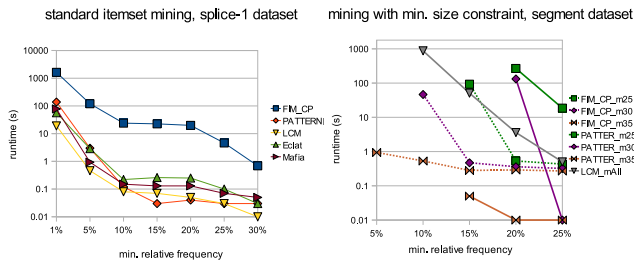 standard itemset mining, splice-1 dataset
10000
1000
100
10
1
0.1
0.01
runtime (s)
1% 5% 10% 15% 20% 25% 30%
min. relative frequency
FIM_CP
PATTERNI
LCM
Eclat
Mafia
mining with min. size constraint, segment dataset
1000
100
10
1
0.1
0.01
runtime (s)
5% 10% 15% 20% 25%
min. relative frequency
FIM_CP_m25
FIM_CP_m30
FIM_CP_m35
PATTER_m25
PATTER_m30
PATTER_m35
LCM_mAll